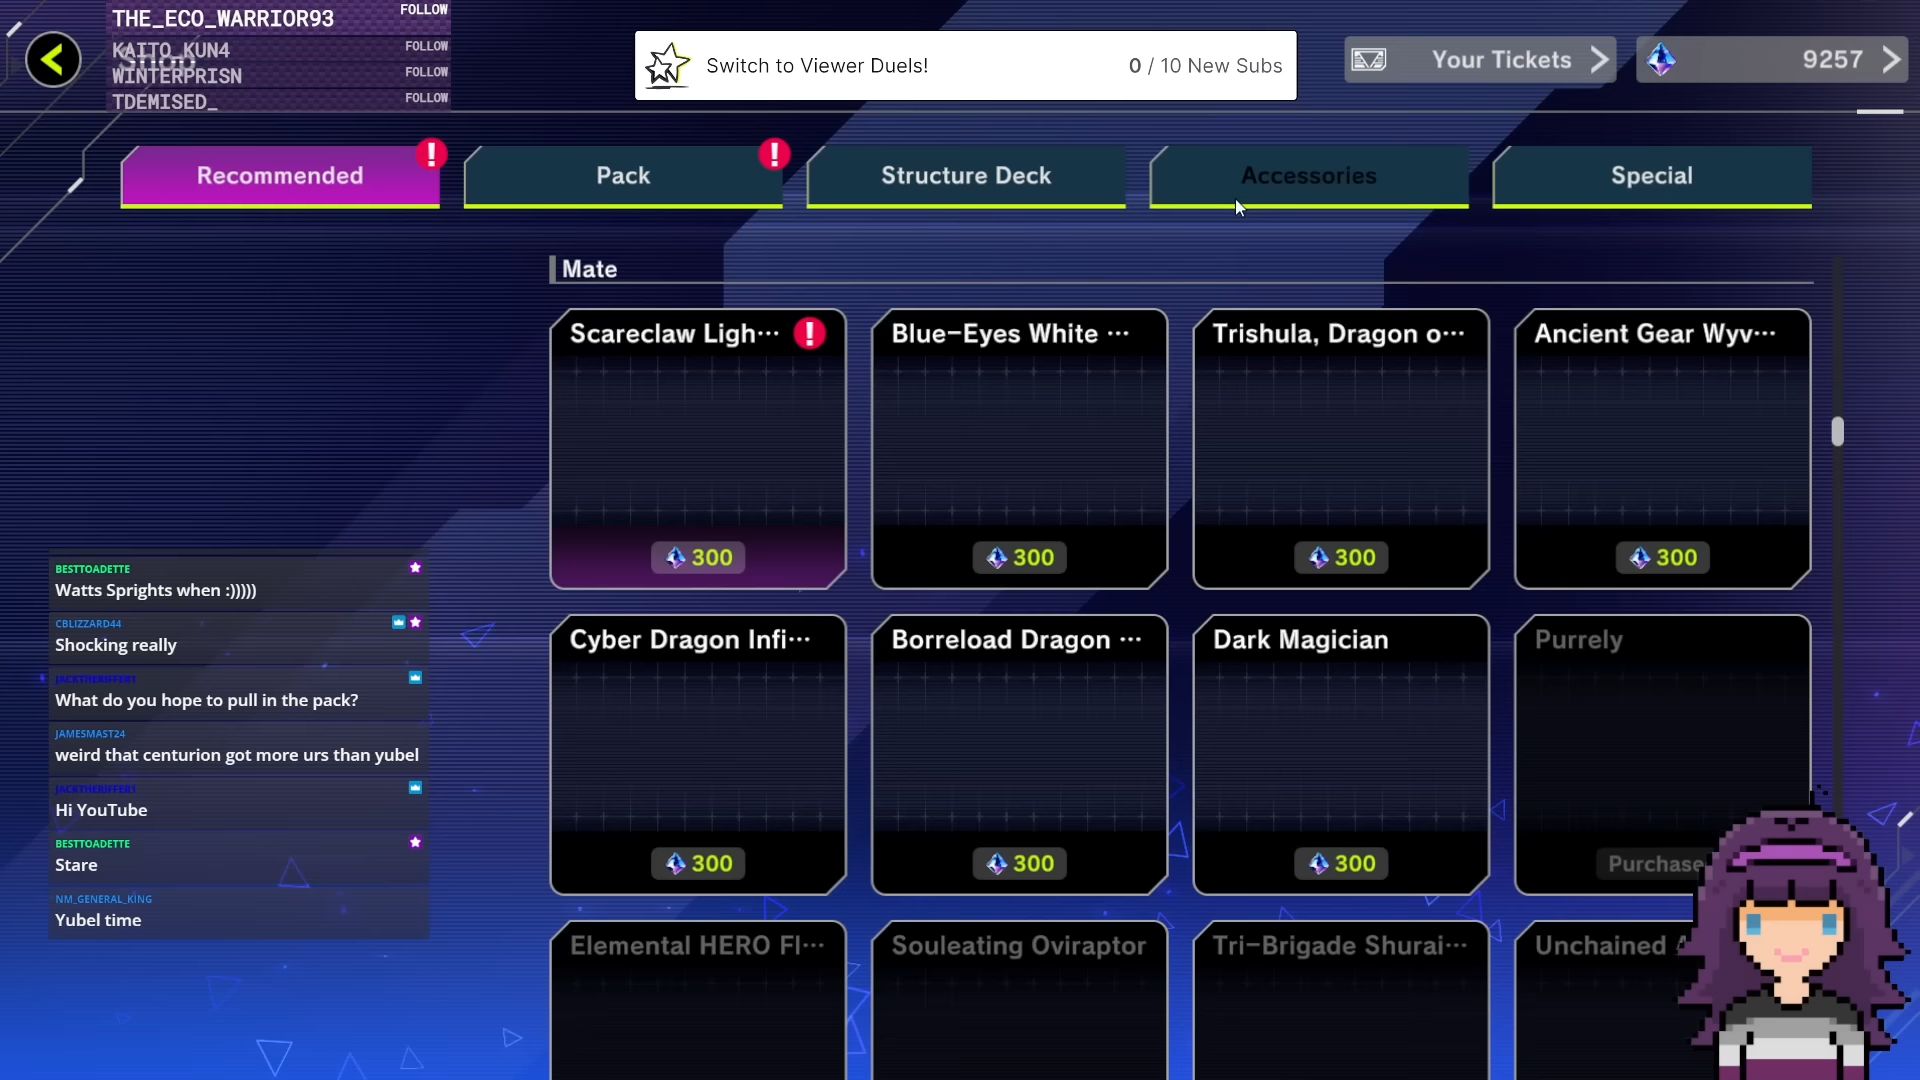 THE_ECO_WARRIOR93 FOLLOW
KAITO_KUN4 FOLLOW
Shop
WINTERPRISN FOLLOW
TDEMISED_ FOLLOW
Switch to Viewer Duels! 0 / 10 New Subs
Your Tickets
9257
Recommended
Pack
Structure Deck
Accessories
Special
Mate
Scareclaw Ligh···
Blue-Eyes White ···
Trishula, Dragon o···
Ancient Gear Wyv···
300
300
300
300
Cyber Dragon Infi···
Borreload Dragon ···
Dark Magician
Purrely
300
300
300
Purchase
Elemental HERO Fl···
Souleating Oviraptor
Tri-Brigade Shurai···
Unchained
BESTTOADETTE
Watts Sprights when :)))))
CBLIZZARD44
Shocking really
JACKTHERIFFER1
What do you hope to pull in the pack?
JAMESMAST24
weird that centurion got more urs than yubel
JACKTHERIFFER1
Hi YouTube
BESTTOADETTE
Stare
NM_GENERAL_KING
Yubel time